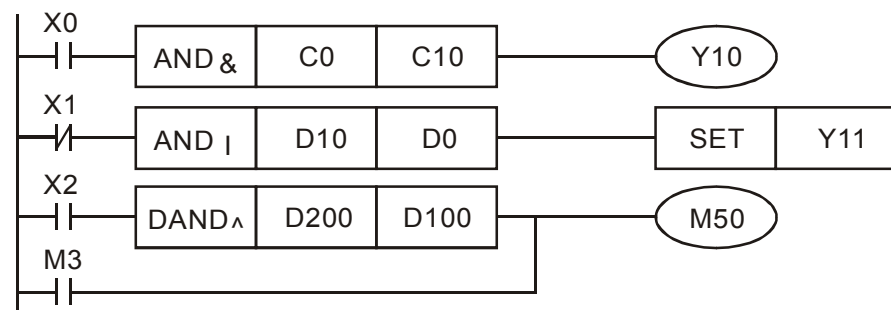 X0
AND & C0 C10 Y10
X1
AND | D10 D0 SET Y11
X2
DAND^ D200 D100 M50
M3